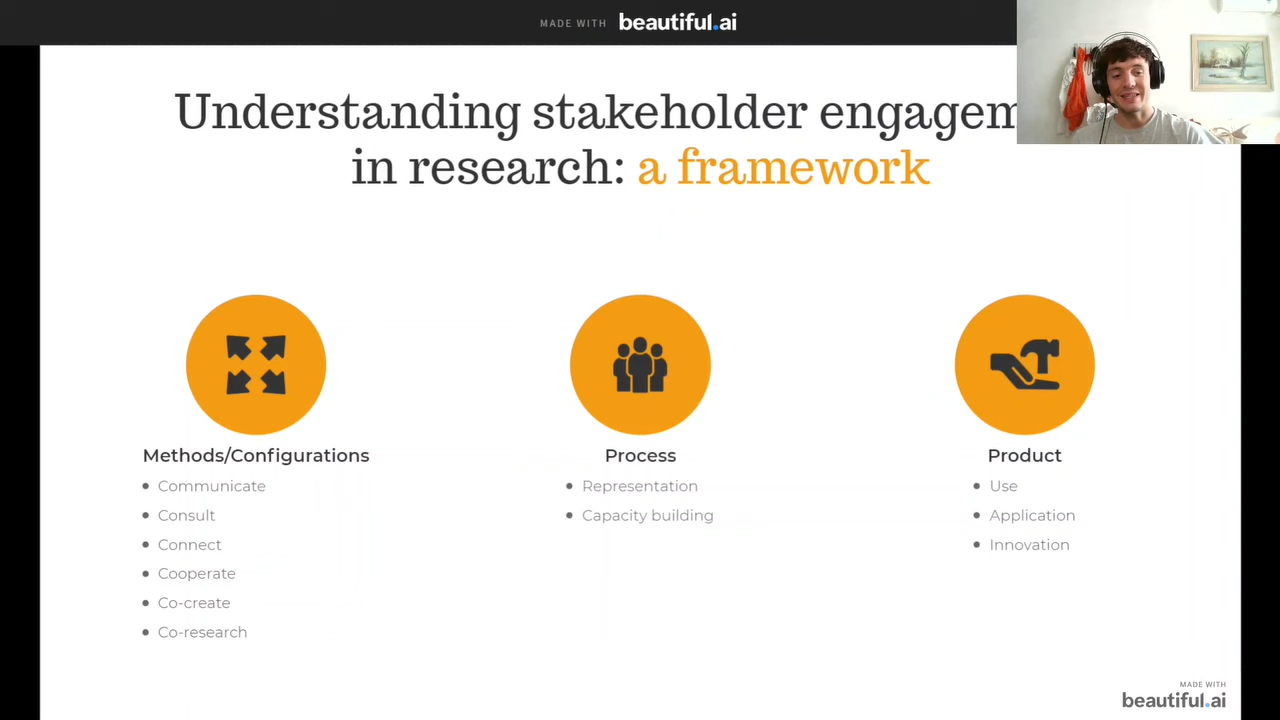 MADE WITH beautiful.ai
Understanding stakeholder engagem
in research: a framework
Methods/Configurations
Communicate
Consult
Connect
Cooperate
Co-create
Co-research
Process
Representation
Capacity building
Product
Use
Application
Innovation
MADE WITH
beautiful.ai